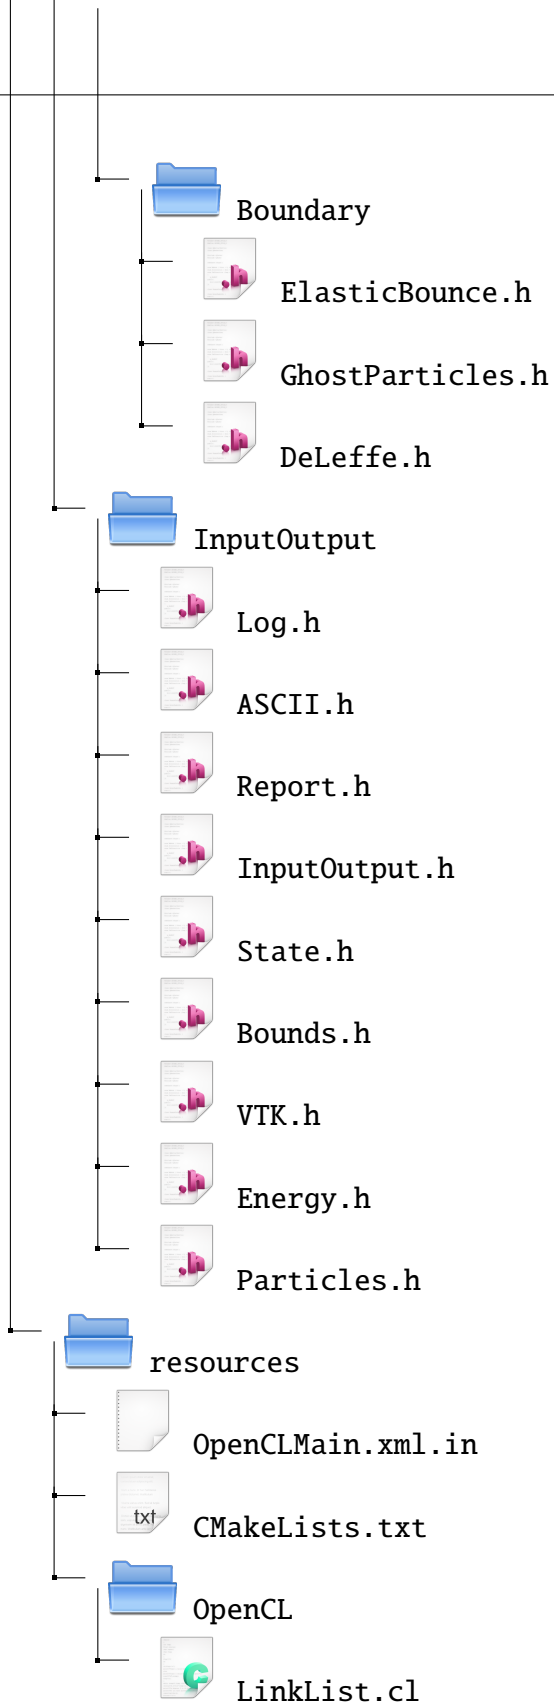 Boundary
.h
ElasticBounce.h
.h
GhostParticles.h
.h
DeLeffe.h
InputOutput
.h
Log.h
.h
ASCII.h
.h
Report.h
.h
InputOutput.h
.h
State.h
.h
Bounds.h
.h
VTK.h
.h
Energy.h
.h
Particles.h
resources
OpenCLMain.xml.in
txt
CMakeLists.txt
OpenCL
C
LinkList.cl